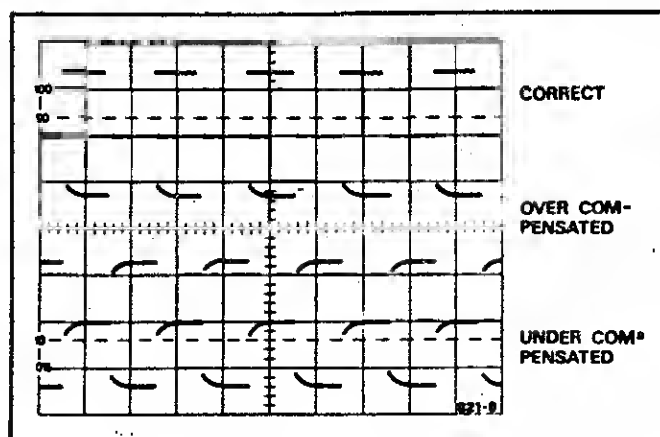 CORRECT
100
90
OVER COM-
PENSATED
10
UNDER COM-
PENSATED